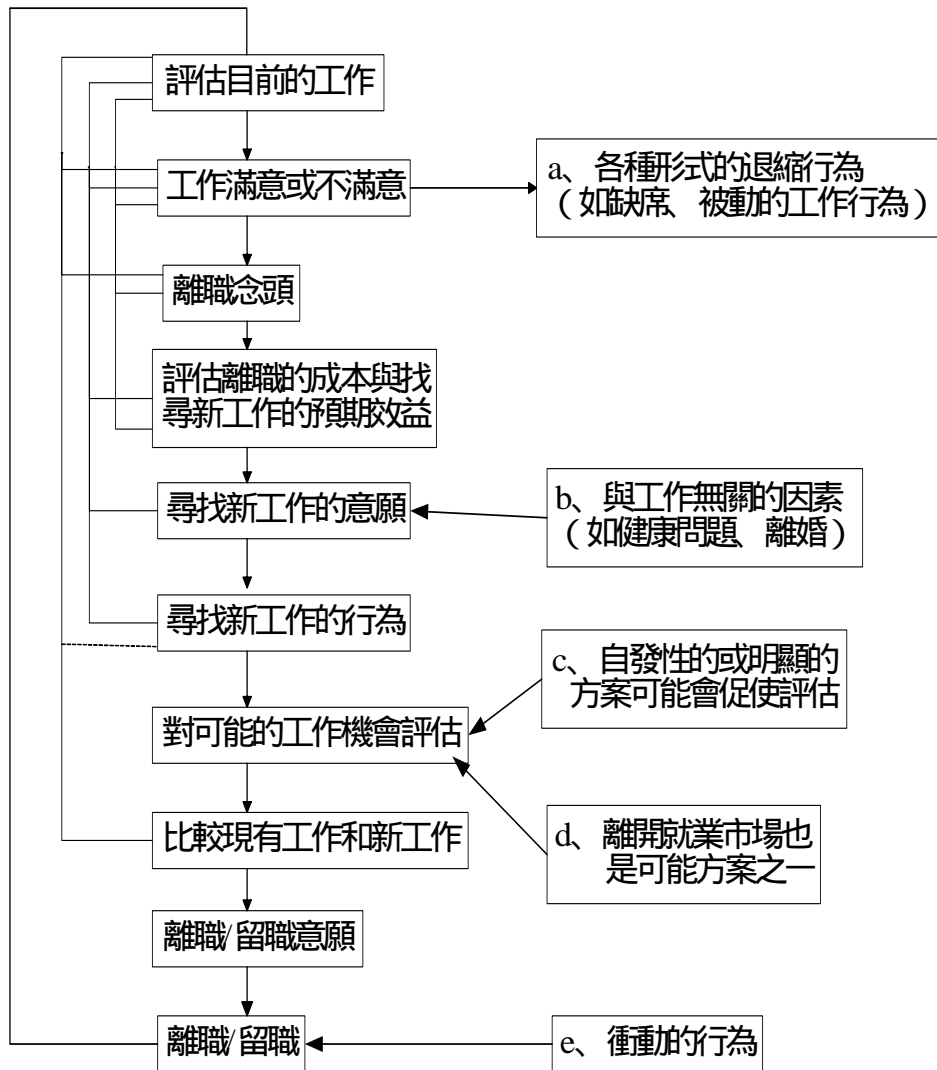 評估目前的工作
工作滿意或不滿意
a、各種形式的退縮行為
（如缺席、被動的工作行為）
離職念頭
評估離職的成本與找
尋新工作的預期效益
尋找新工作的意願
b、與工作無關的因素
（如健康問題、離婚）
尋找新工作的行為
c、自發性的或明顯的
方案可能會促使評估
對可能的工作機會評估
比較現有工作和新工作
d、離開就業市場也
是可能方案之一
離職/留職意願
離職/留職
e、衝動的行為